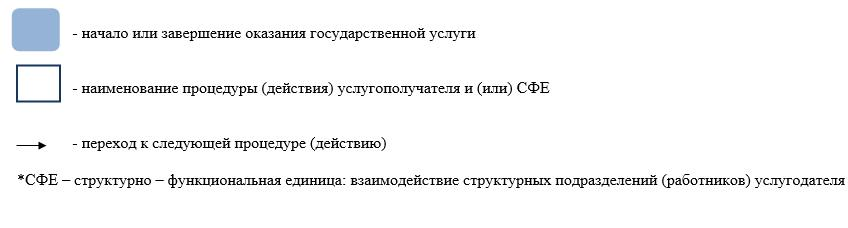 - начало или завершение оказания государственной услуги
- наименование процедуры (действия) услугополучателя и (или) СФЕ
- переход к следующей процедуре (действию)
*СФЕ – структурно – функциональная единица: взаимодействие структурных подразделений (работников) услугодателя